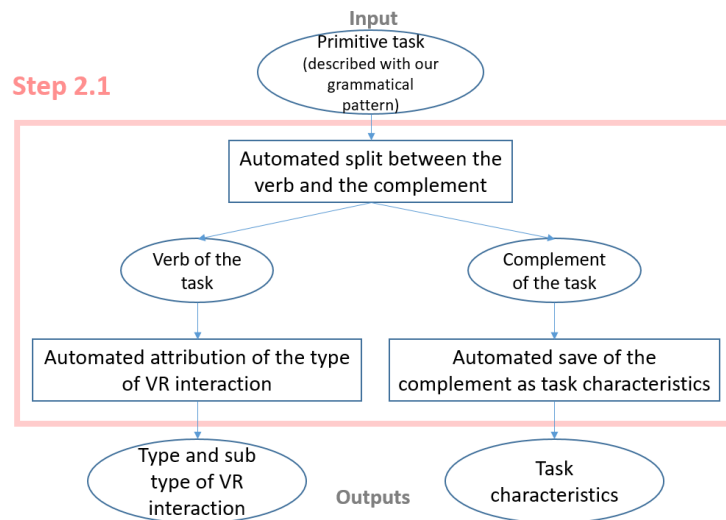 Input
Primitive task
(described with our
grammatical
pattern)
Step 2.1
Automated split between the
verb and the complement
Verb of the
task
Complement
of the task
Automated attribution of the type
of VR interaction
Automated save of the
complement as task characteristics
Type and sub
type of VR
interaction
Outputs
Task
characteristics